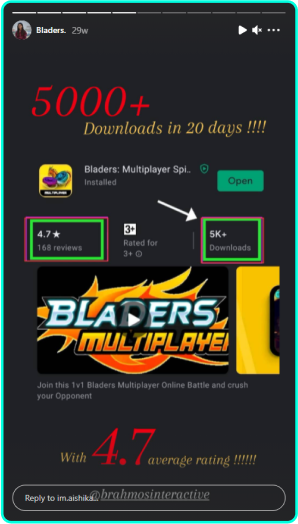 Bladers. 29w
5000+
Downloads in 20 days !!!!
Bladers: Multiplayer Spi..
Installed
Open
4.7★
168 reviews
3+
Rated for
3+
5K+
Downloads
BLADERS
MULTIPLAYER
Join this 1v1 Bladers Multiplayer Online Battle and crush
your Opponent
With 4.7 average rating !!!!!!
@brahmosinteractive
Reply to im.aishika...